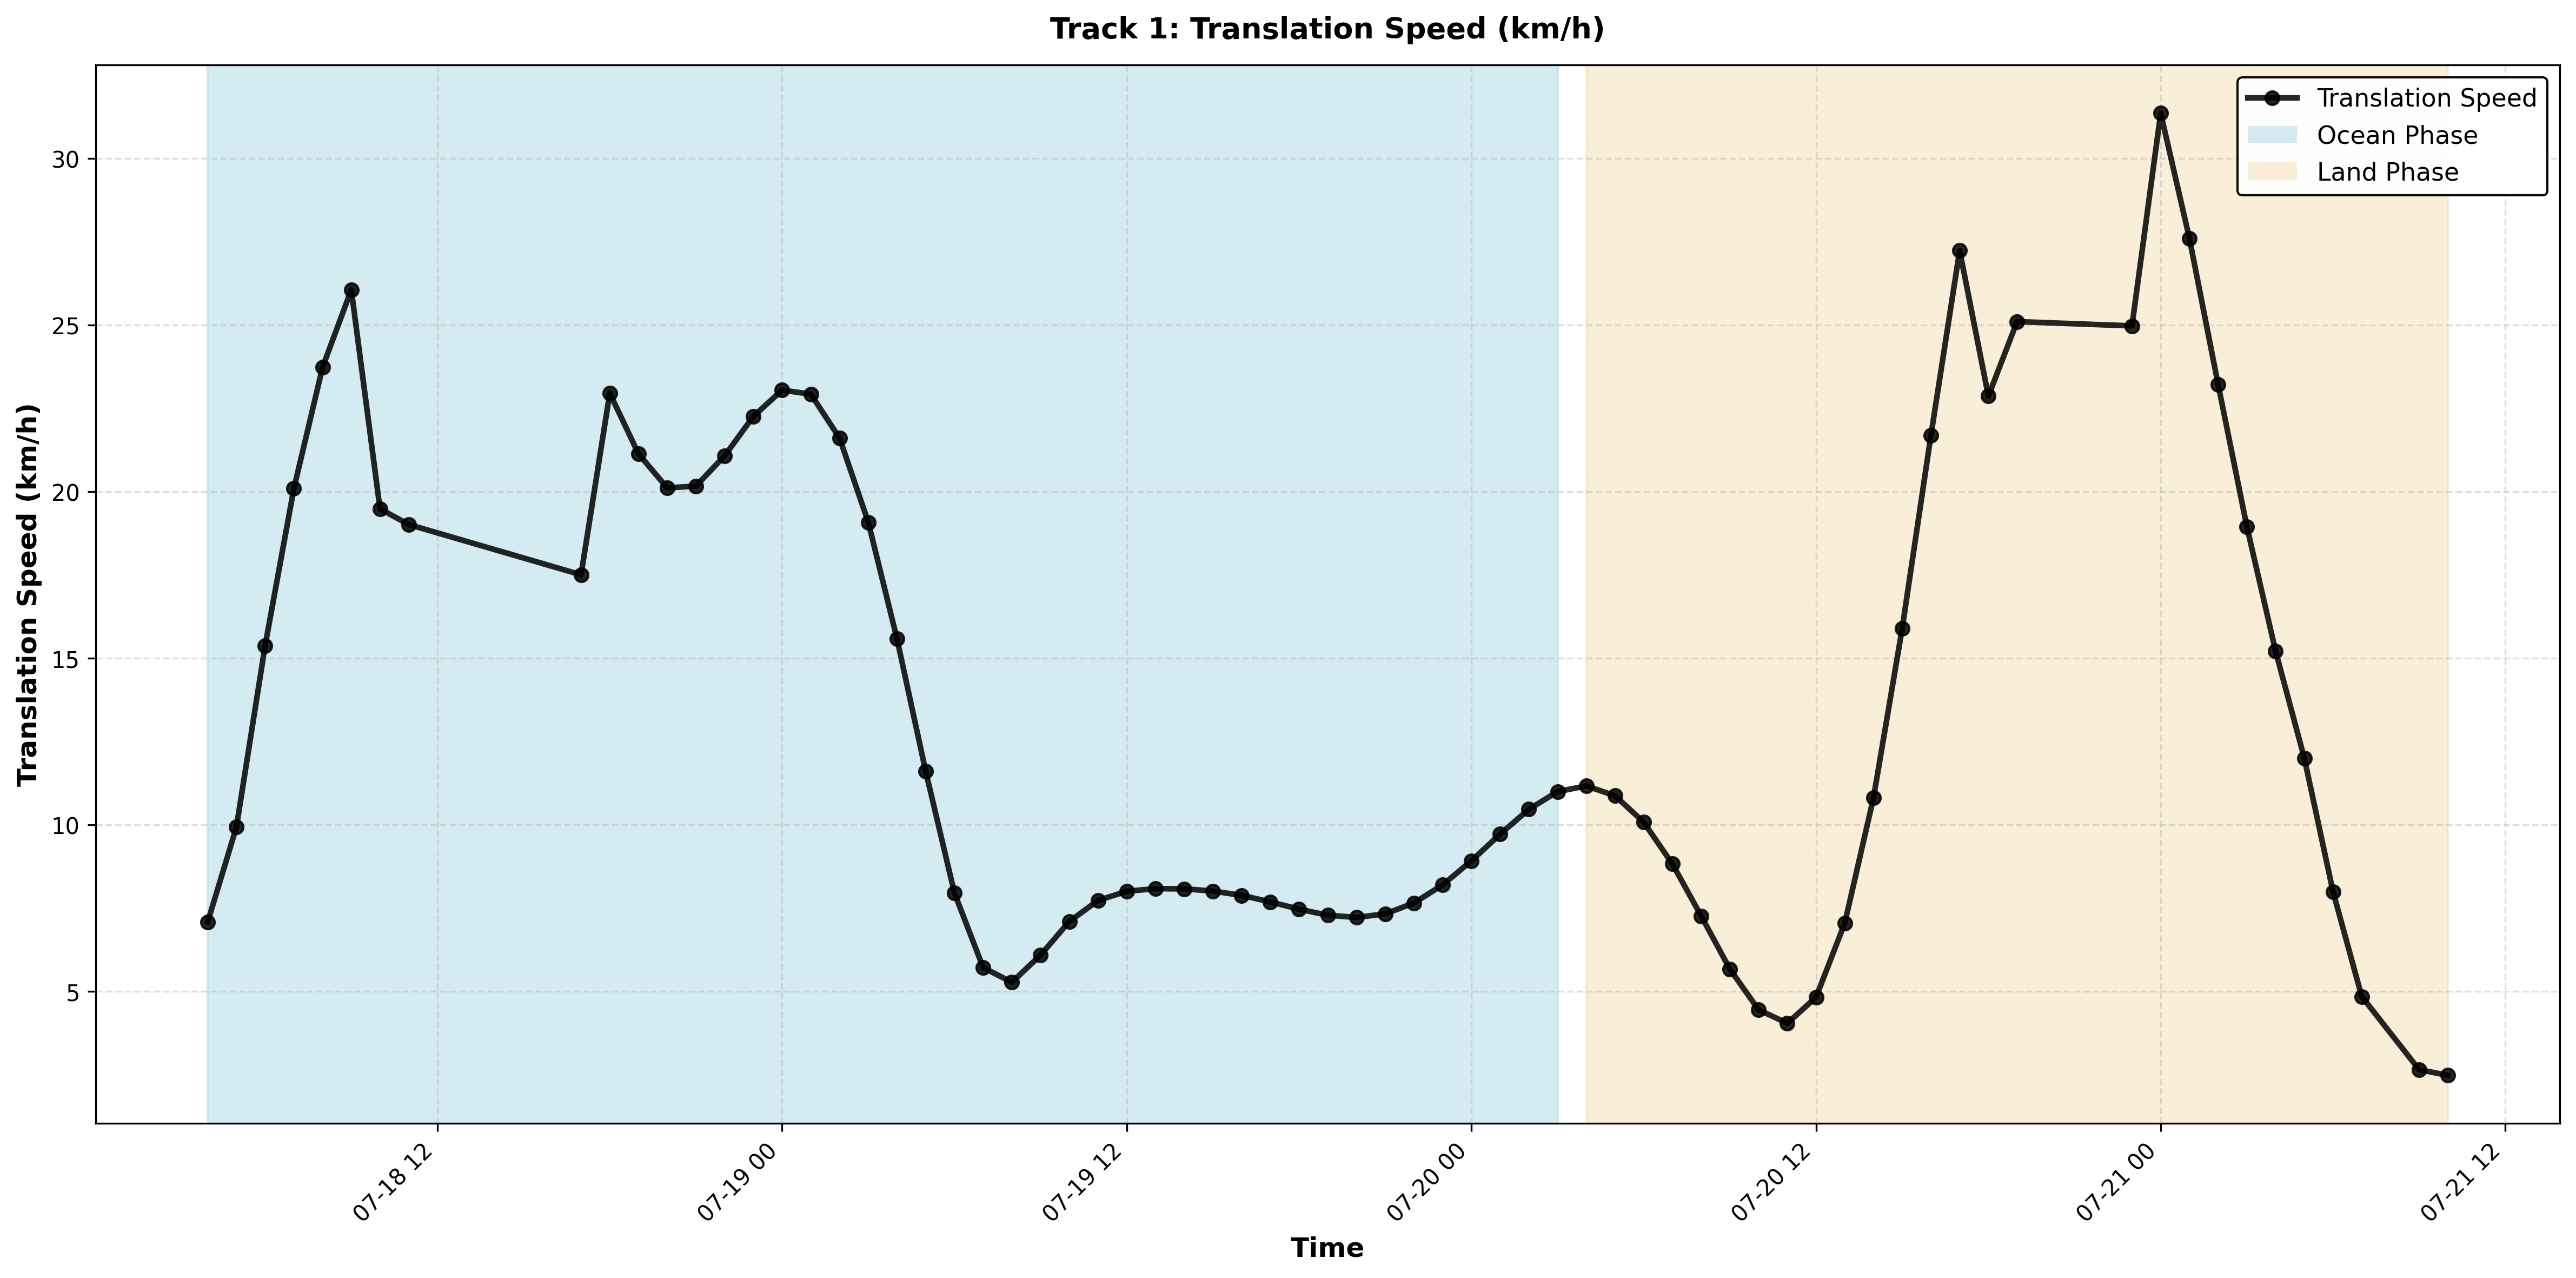 Track 1: Translation Speed (km/h)
Translation Speed (km/h)
30
25
20
15
10
5
Translation Speed
Ocean Phase
Land Phase
07-18 12
07-19 00
07-19 12
07-20 00
07-20 12
07-21 00
07-21 12
Time